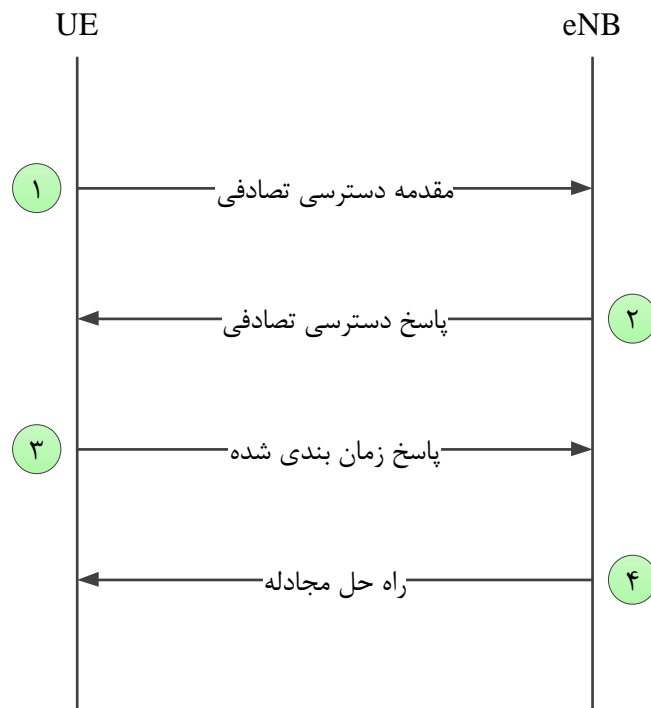 UE
eNB
۱
مقدمه دسترسی تصادفی
پاسخ دسترسی تصادفی
۲
۳
پاسخ زمان بندی شده
راه حل مجادله
۴